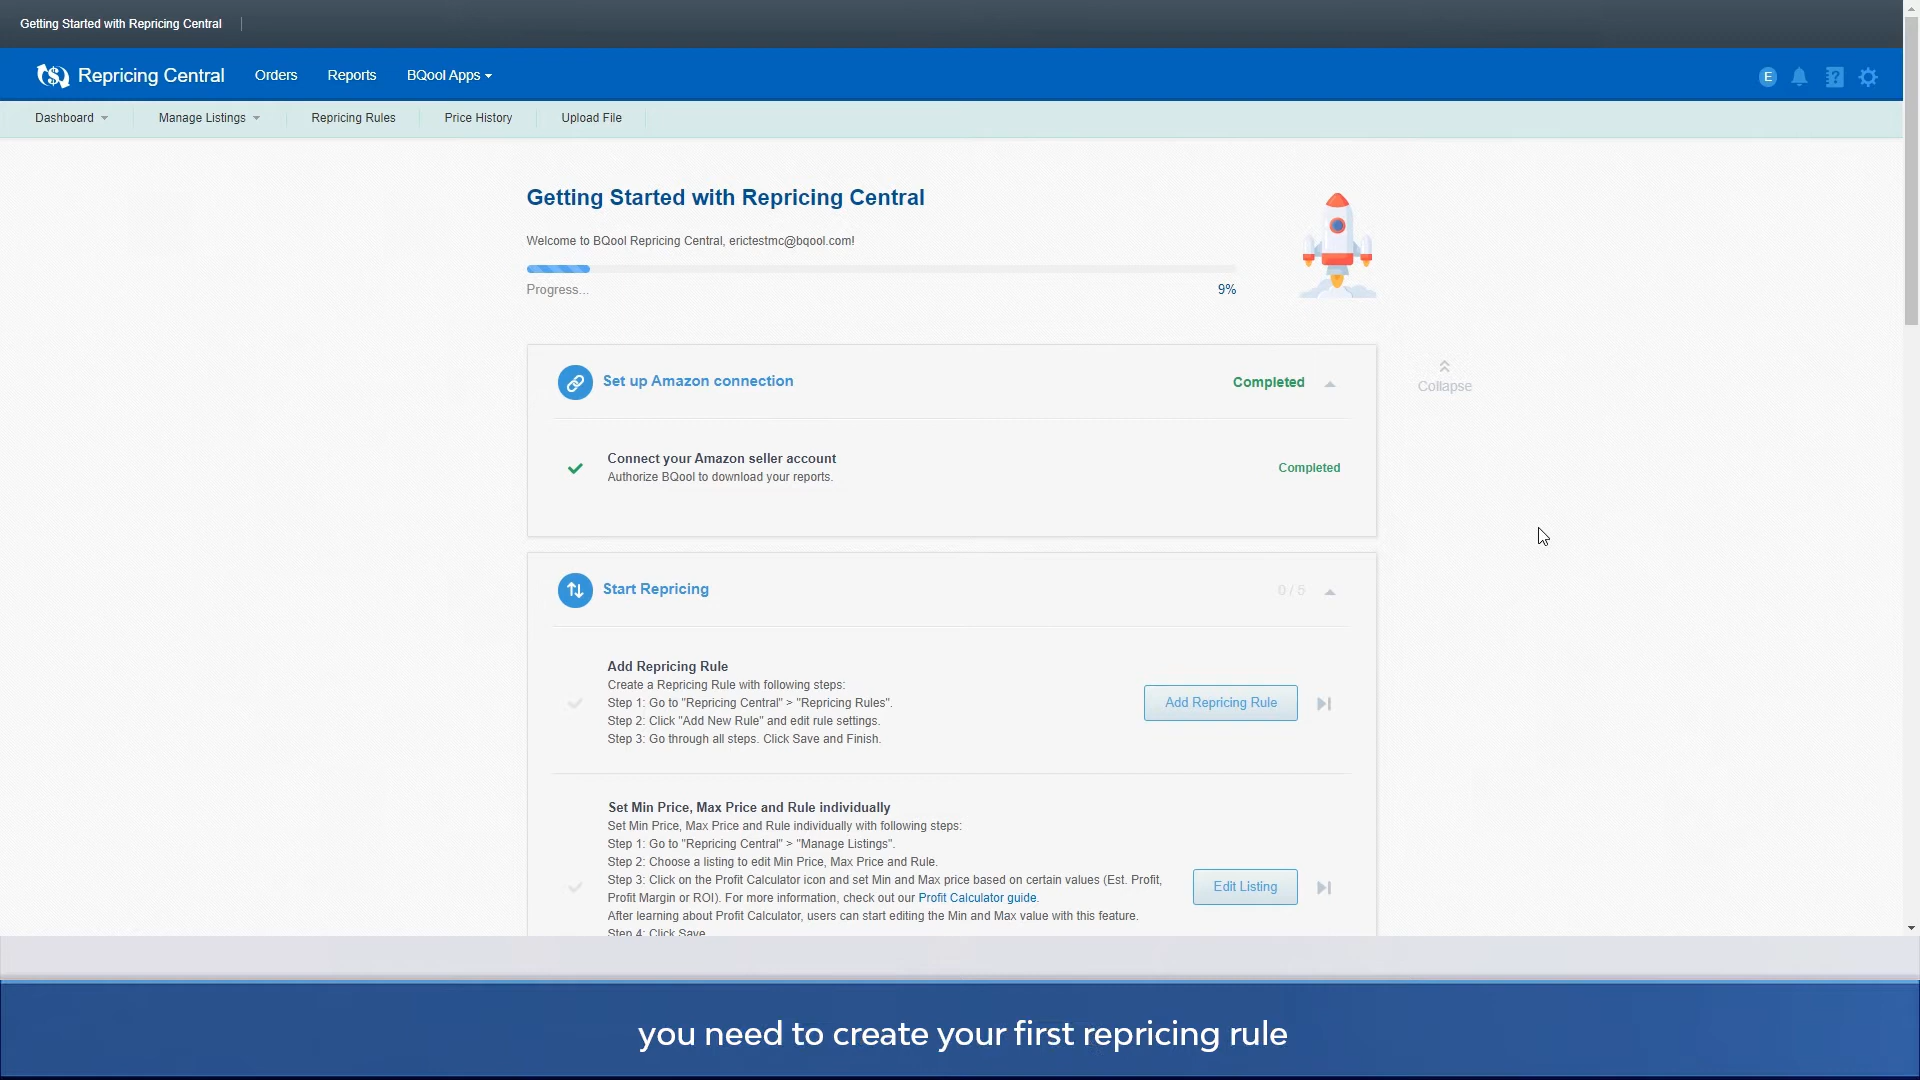 Getting Started with Repricing Central
Repricing Central
Orders
Reports
BQool Apps
E
Dashboard
Manage Listings
Repricing Rules
Price History
Upload File
Getting Started with Repricing Central
Welcome to BQool Repricing Central, erictestmc@bqool.com!
Progress...
9%
Set up Amazon connection
Completed
Collapse
Connect your Amazon seller account
Authorize BQool to download your reports.
Completed
Start Repricing
0 / 5
Add Repricing Rule
Create a Repricing Rule with following steps:
Step 1: Go to "Repricing Central" > "Repricing Rules".
Step 2: Click "Add New Rule" and edit rule settings.
Step 3: Go through all steps. Click Save and Finish.
Add Repricing Rule
Set Min Price, Max Price and Rule individually
Set Min Price, Max Price and Rule individually with following steps:
Step 1: Go to "Repricing Central" > "Manage Listings".
Step 2: Choose a listing to edit Min Price, Max Price and Rule.
Step 3: Click on the Profit Calculator icon and set Min and Max price based on certain values (Est. Profit,
Profit Margin or ROI). For more information, check out our Profit Calculator guide.
After learning about Profit Calculator, users can start editing the Min and Max value with this feature.
Step 4: Click Save
Edit Listing
you need to create your first repricing rule